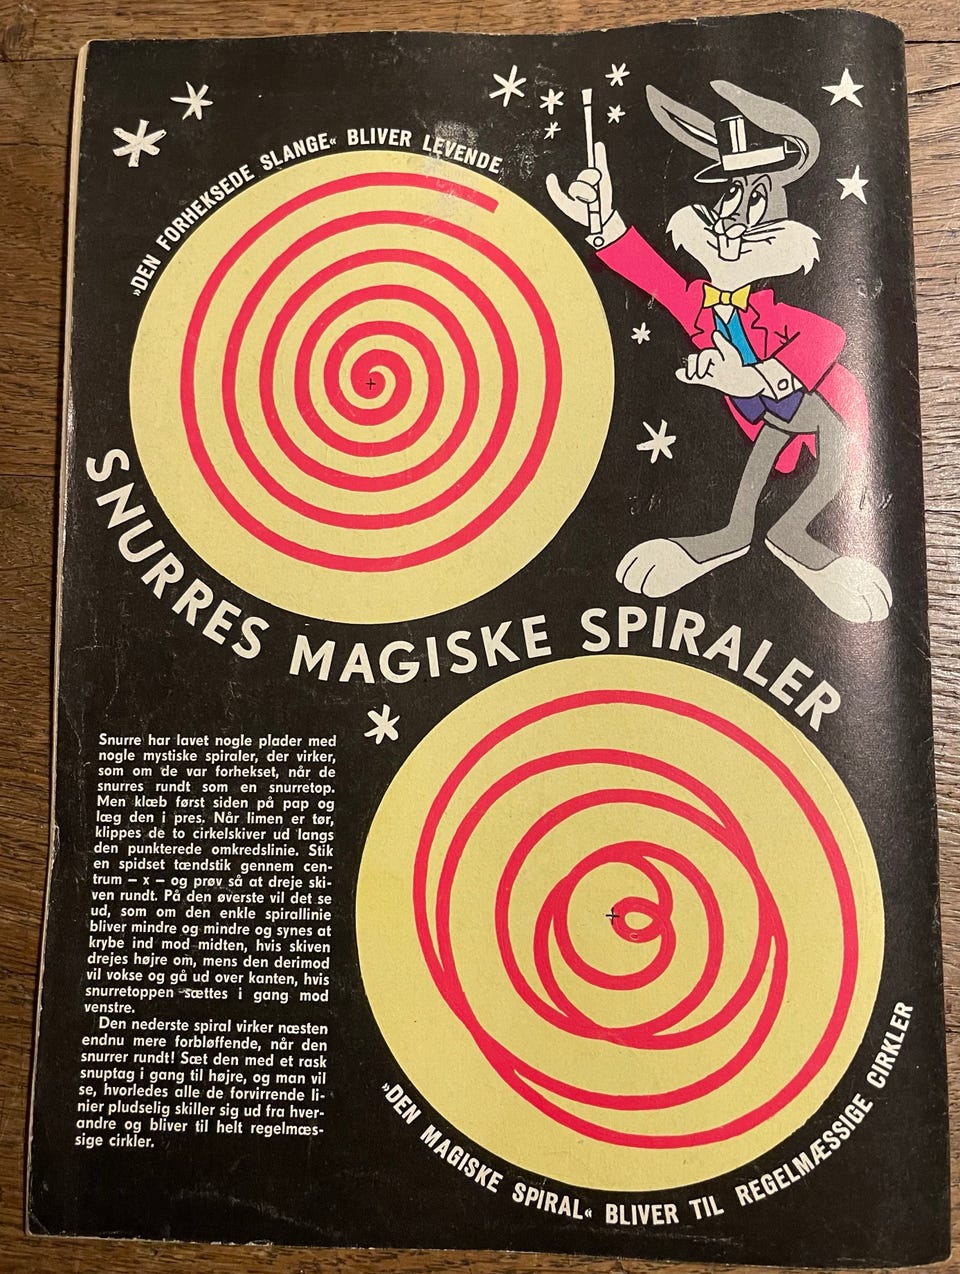 »DEN FORHEKSEDE SLANGE« BLIVER LEVENDE
SNURRES MAGISKE SPIRALER
Snurre har lavet nogle plader med
nogle mystiske spiraler, der virker,
som om de var forhekset, når de
snurres rundt som en snurretop.
Men klæb først siden på pap og
læg den i pres. Når limen er tør,
klippes de to cirkelskiver ud langs
den punkterede omkredslinie. Stik
en spidset tændstik gennem cen-
trum – x – og prøv så at dreje ski-
ven rundt. På den øverste vil det se
ud, som om den enkle spirallinie
bliver mindre og mindre og synes at
krybe ind mod midten, hvis skiven
drejes højre om, mens den derimod
vil vokse og gå ud over kanten, hvis
snurretoppen sættes i gang mod
venstre.
Den nederste spiral virker næsten
endnu mere forbløffende, når den
snurrer rundt! Sæt den med et rask
snuptag i gang til højre, og man vil
se, hvorledes alle de forvirrende li-
nier pludselig skiller sig ud fra hver-
andre og bliver til helt regelmæs-
sige cirkler.
»DEN MAGISKE SPIRAL« BLIVER TIL REGELMÆSSIGE CIRKLER